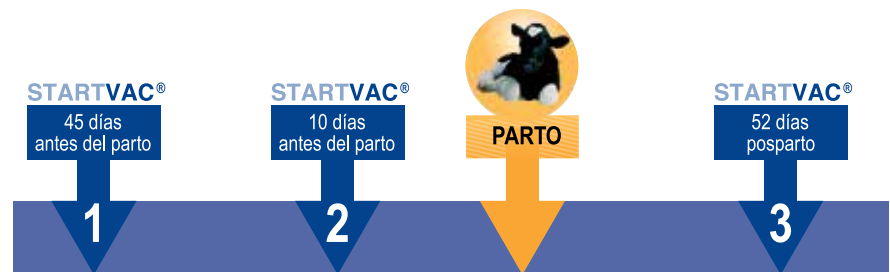 STARTVAC®
45 días
antes del parto
1
STARTVAC®
10 días
antes del parto
2
PARTO
STARTVAC®
52 días
posparto
3